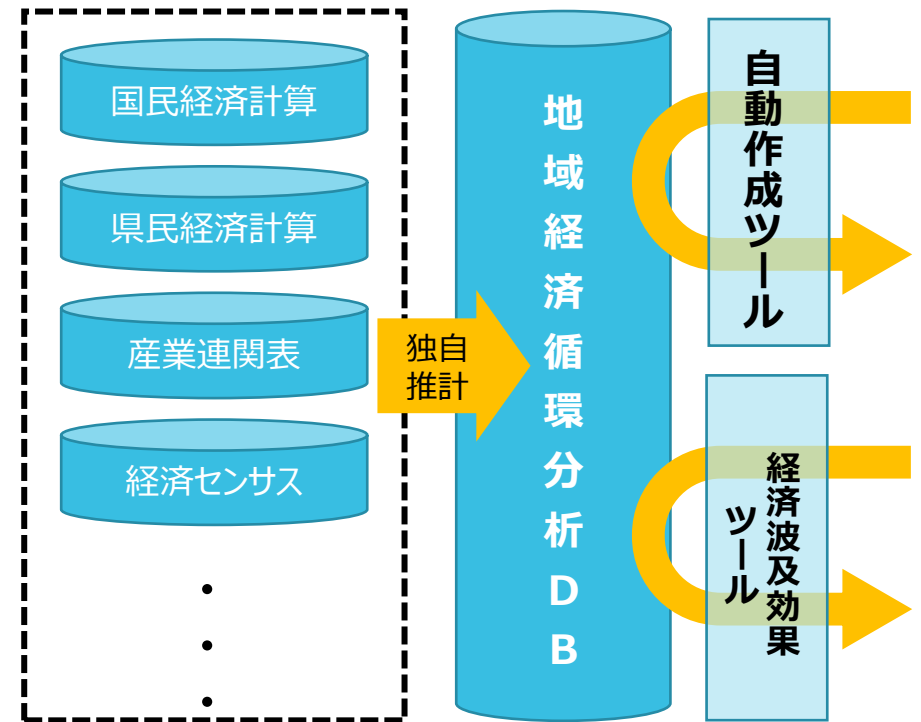 国民経済計算
県民経済計算
産業連関表
経済センサス
・
・
・
独自
推計
地域経済循環分析DB
自動作成ツール
経済波及効果
ツール